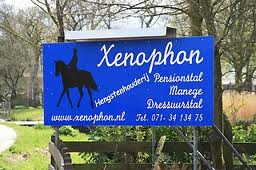 Xenophon
Hengstenhouderij
Pensionstal
Manege
Dressuurstal
www.xenophon.nl
Tel. 071- 34 134 75